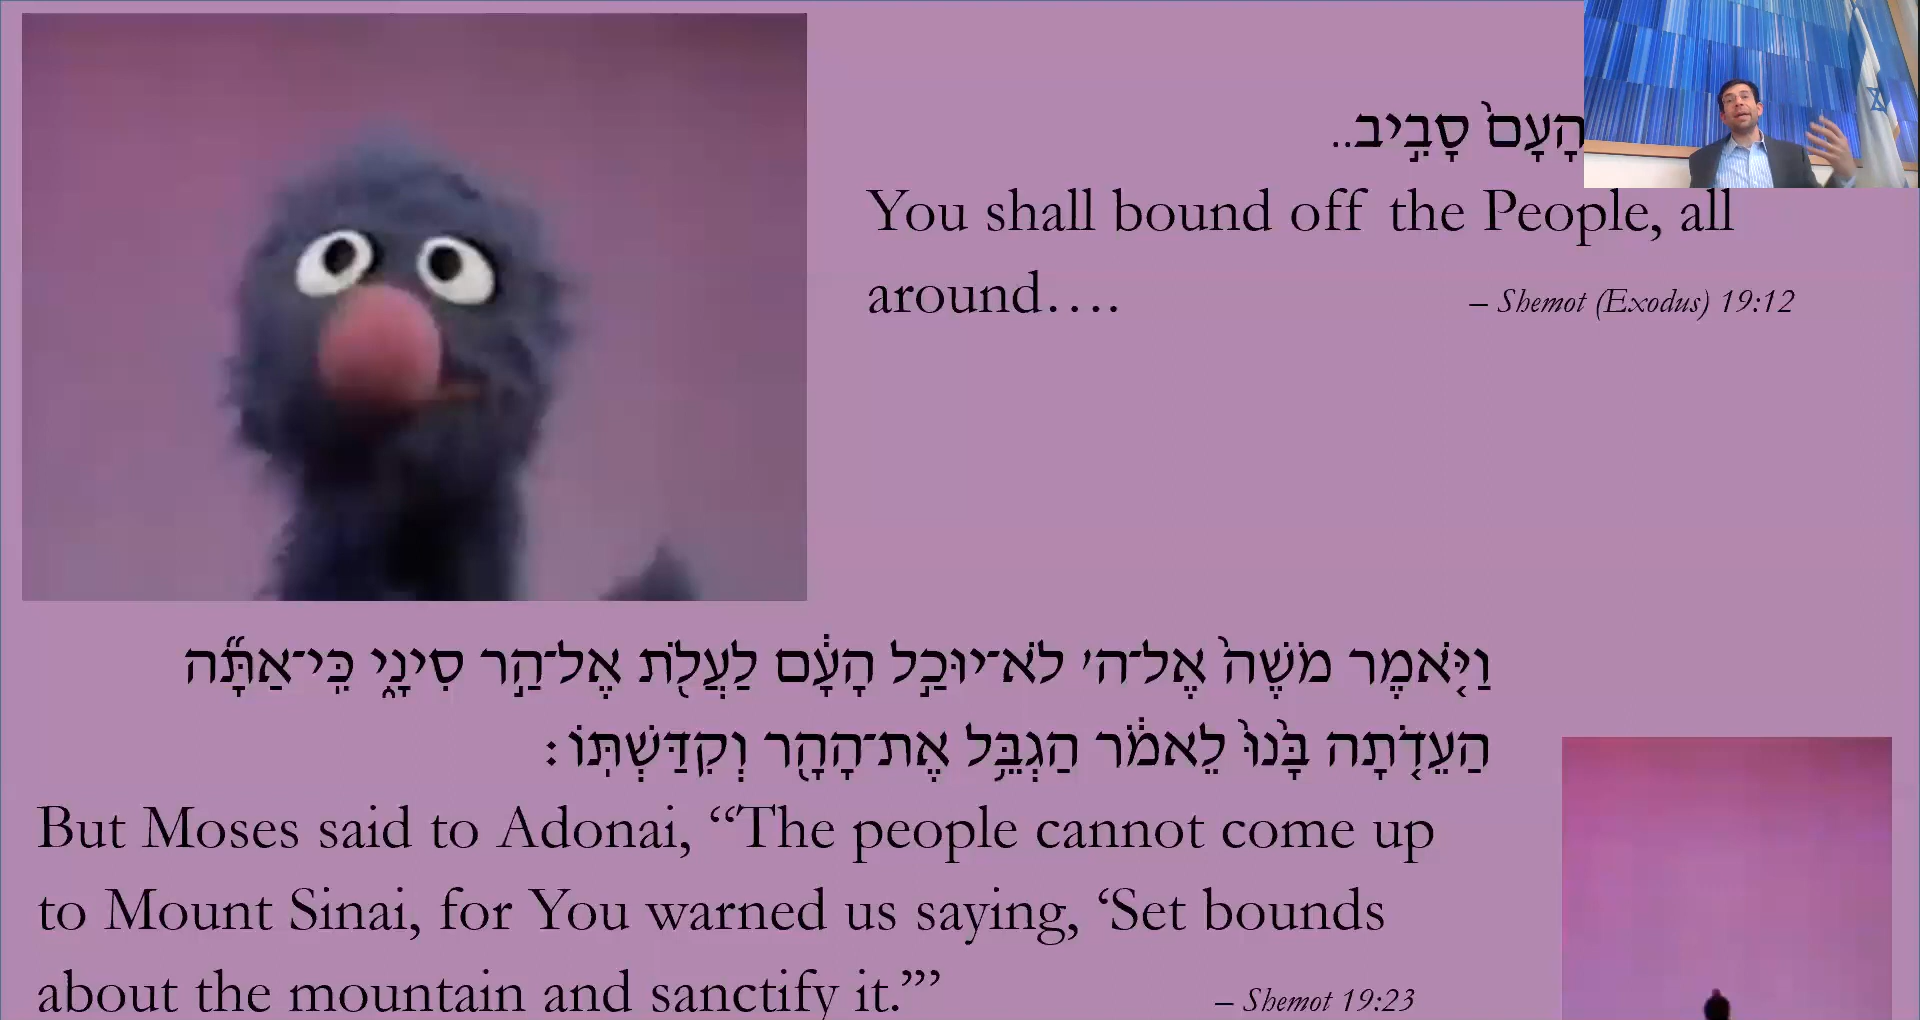 הָעָם֙ סָבִ֣יב..
You shall bound off the People, all
around….
– Shemot (Exodus) 19:12
וַיֹּ֤אמֶר מֹשֶׁה֙ אֶל־ה׳ לֹא־יוּכַ֣ל הָעָ֔ם לַעֲלֹ֖ת אֶל־הַ֣ר סִינָ֑י כִּֽי־אַתָּ֞ה
הַעֵדֹ֤תָה בָּ֙נוּ֙ לֵאמֹ֔ר הַגְבֵּ֥ל אֶת־הָהָ֖ר וְקִדַּשְׁתּֽוֹ׃
But Moses said to Adonai, “The people cannot come up
to Mount Sinai, for You warned us saying, ‘Set bounds
about the mountain and sanctify it.”’
– Shemot 19:23